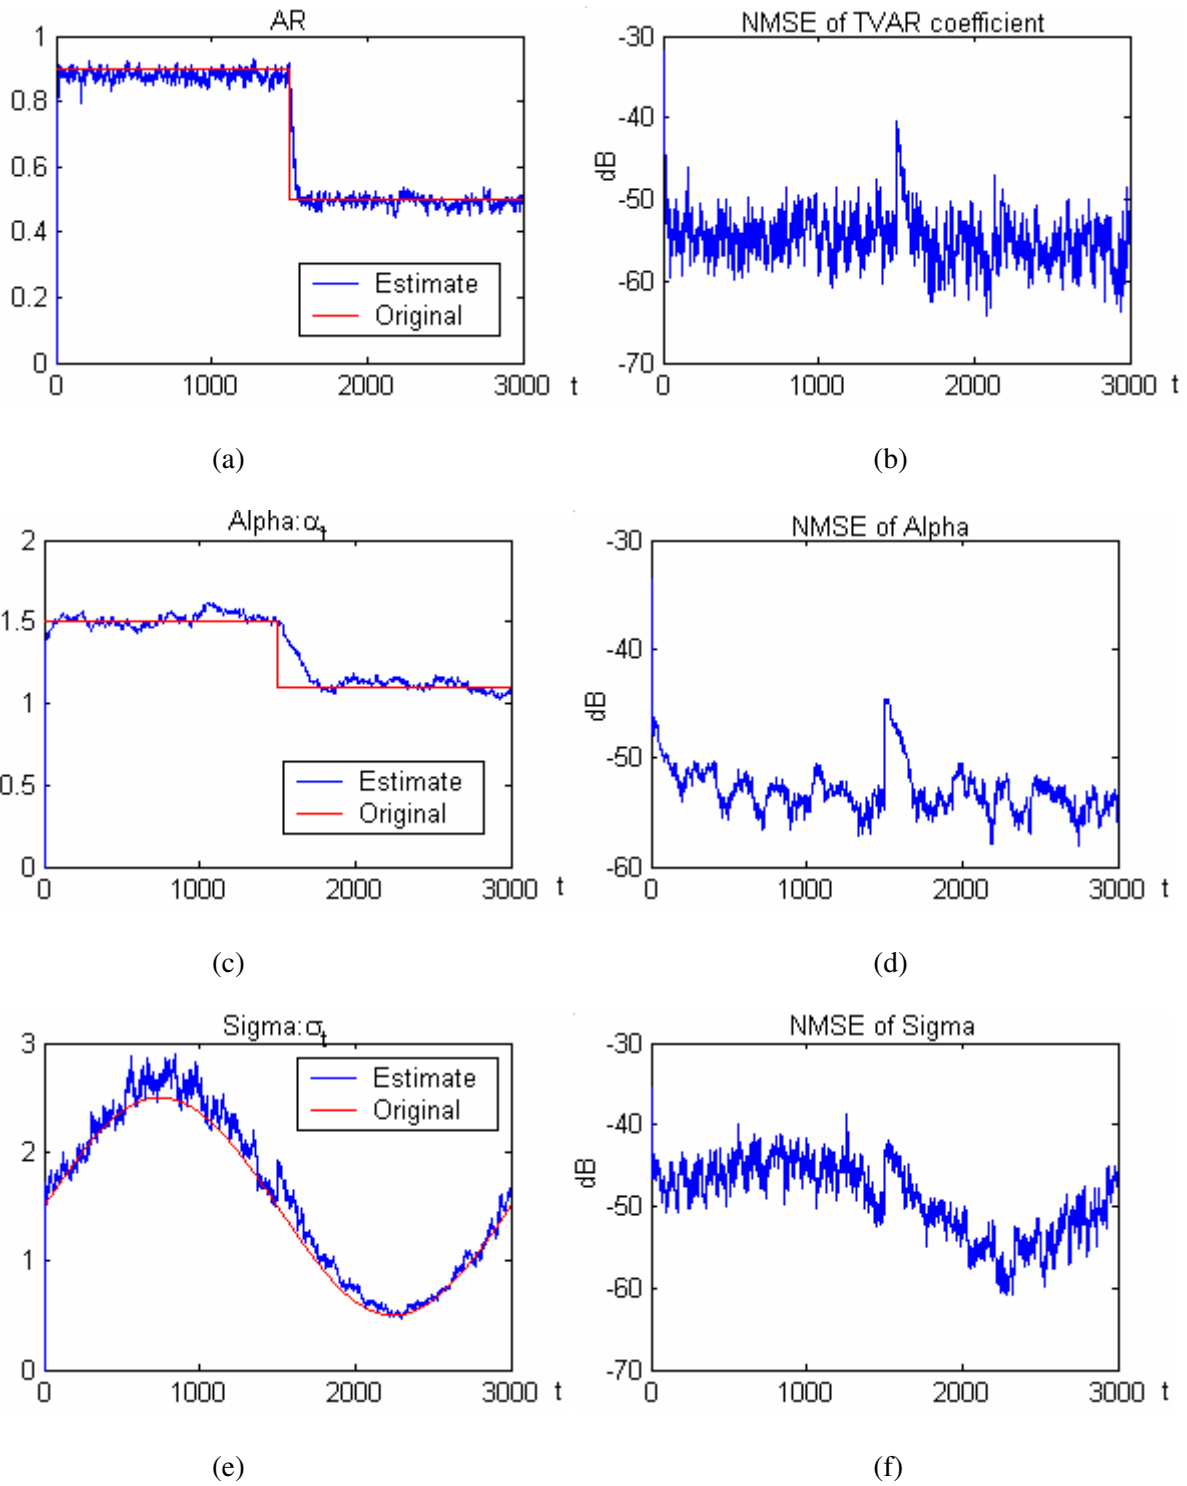 AR
1
0.8
0.6
0.4
0.2
0
0 1000 2000 3000 t
Estimate
Original
(a)
NMSE of TVAR coefficient
-30
-40
-50
-60
-70
dB
0 1000 2000 3000 t
(b)
Alpha: αt
2
1.5
1
0.5
0
0 1000 2000 3000 t
Estimate
Original
(c)
NMSE of Alpha
-30
-40
-50
-60
dB
0 1000 2000 3000 t
(d)
Sigma: σt
3
2
1
0
0 1000 2000 3000 t
Estimate
Original
(e)
NMSE of Sigma
-30
-40
-50
-60
-70
dB
0 1000 2000 3000 t
(f)